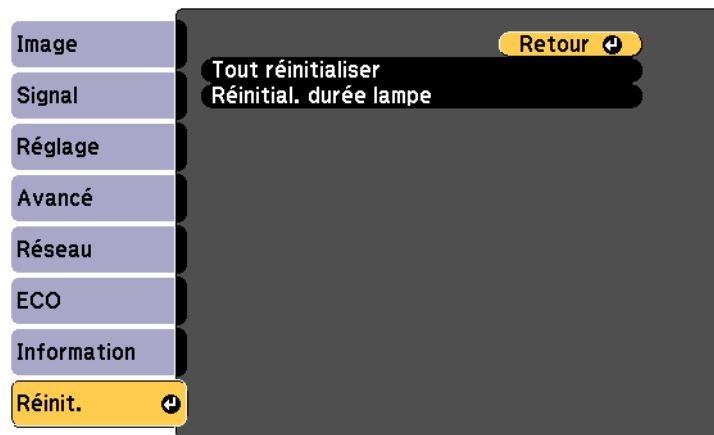 Image
Signal
Réglage
Avancé
Réseau
ECO
Information
Réinit.
Retour
Tout réinitialiser
Réinitial. durée lampe